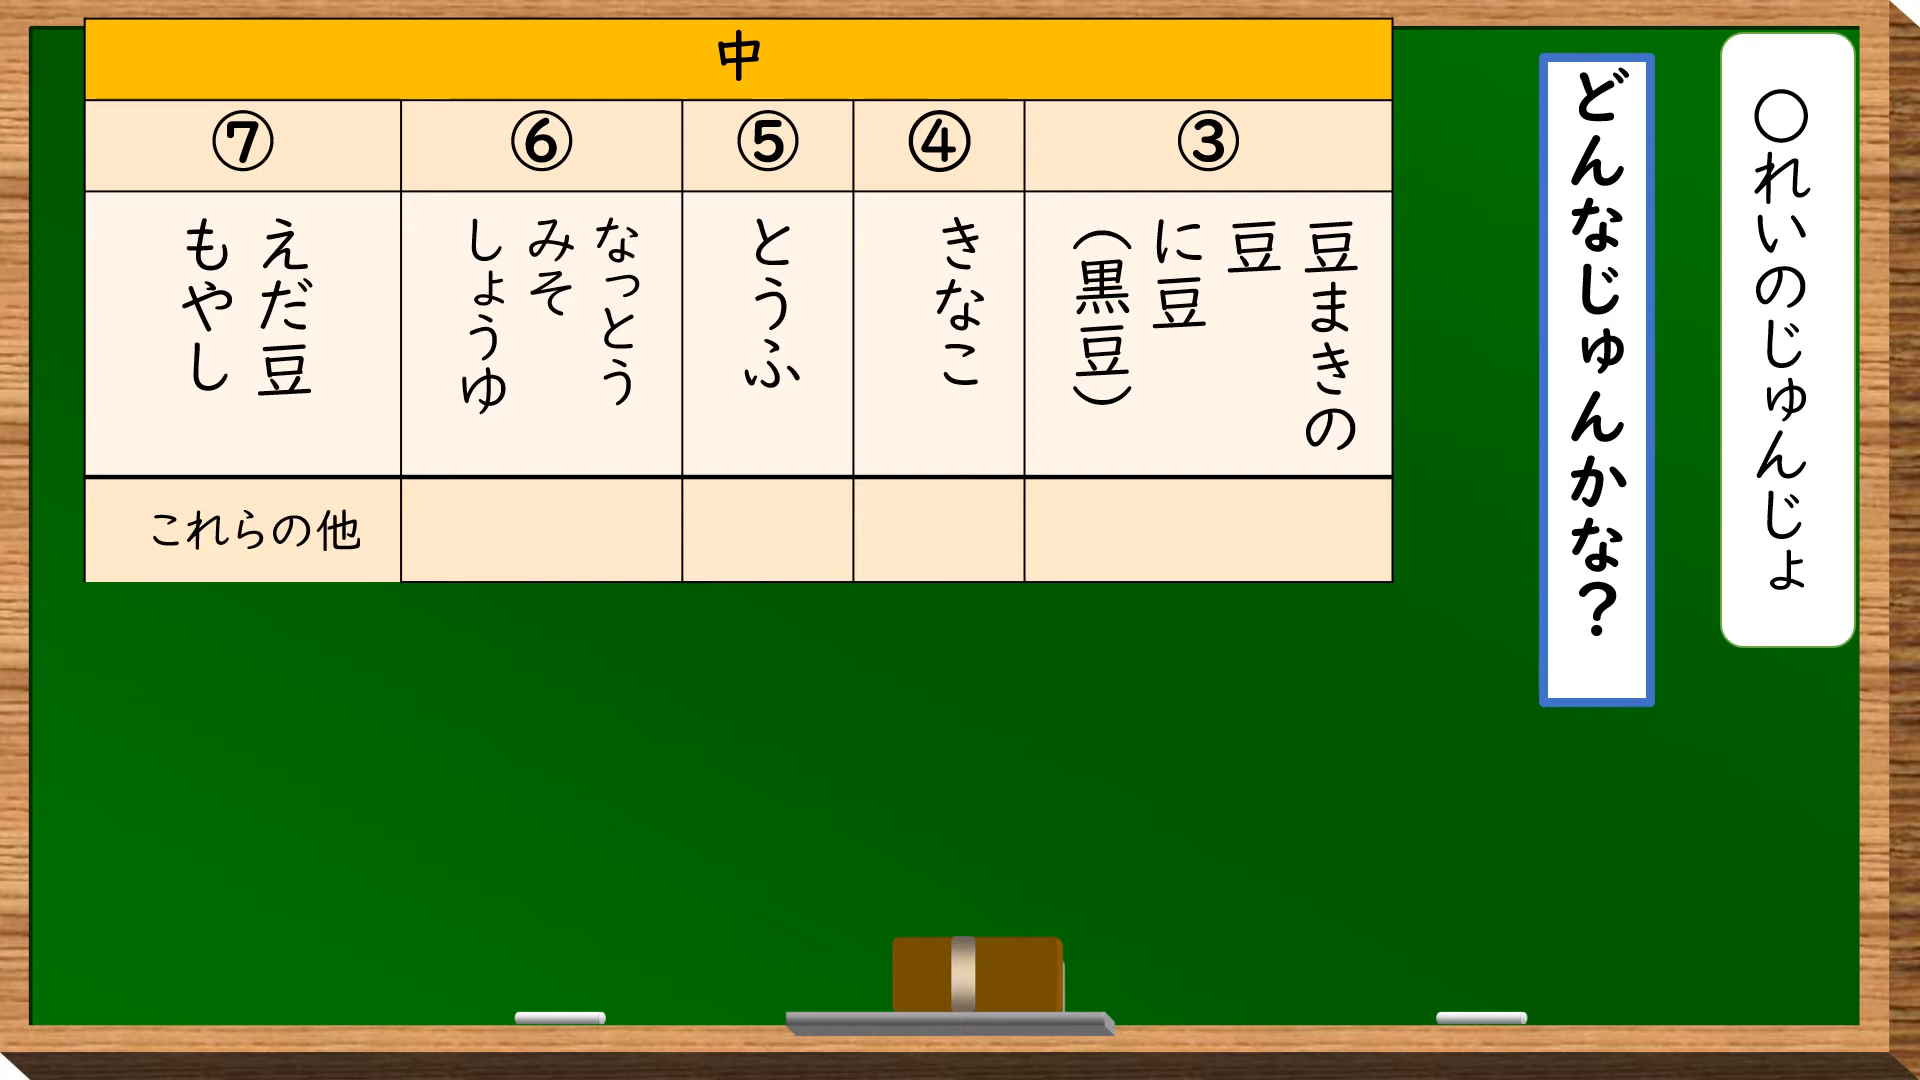 ○れいのじゅんじょ
どんなじゅんかな？
中
③
④
⑤
⑥
⑦
豆まきの
豆
に豆
（黒豆）
きなこ
とうふ
なっとう
みそ
しょうゆ
えだ豆
もやし
これらの他